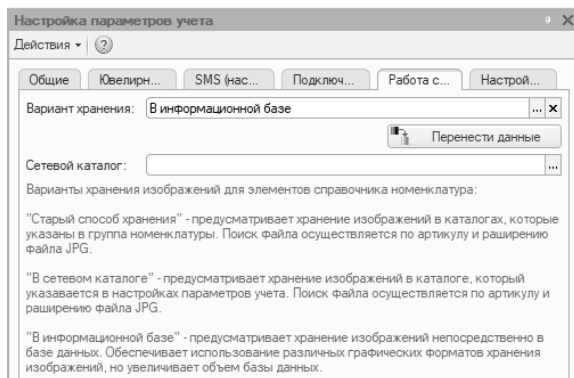 Настройка параметров учета
Действия
Общие Ювелирн... SMS (нас... Подключ... Работа с... Настрой...
Вариант хранения: В информационной базе ...
Перенести данные
Сетевой каталог: ...
Варианты хранения изображений для элементов справочника номенклатура:
"Старый способ хранения" - предусматривает хранение изображений в каталогах, которые
указаны в группа номенклатуры. Поиск файла осуществляется по артикулу и раширению
файла JPG.
"В сетевом каталоге" - предусматривает хранение изображений в каталоге, который
указавается в настройках параметров учета. Поиск файла осуществляется по артикулу и
раширению файла JPG.
"В информационной базе" - предусматривает хранение изображений непосредственно в
базе данных. Обеспечивает использование различных графических форматов хранения
изображений, но увеличивает объем базы данных.